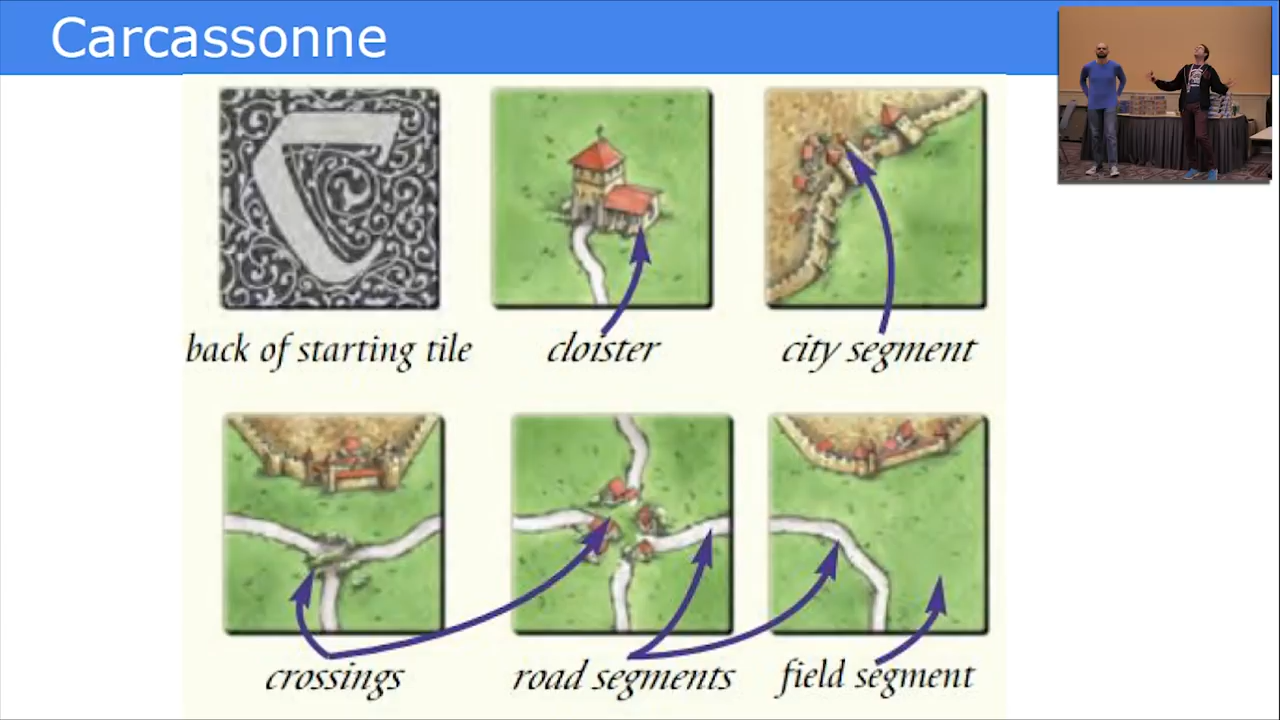 Carcassonne
back of starting tile
cloister
city segment
crossings
road segments
field segment